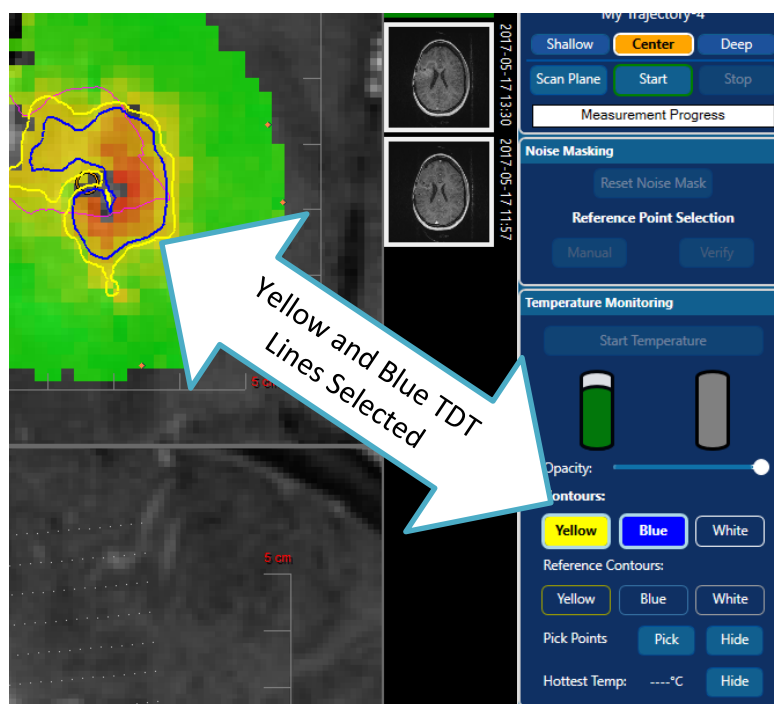 My Trajectory-4
Shallow
Center
Deep
Scan Plane
Start
Stop
Measurement Progress
Noise Masking
Reset Noise Mask
Reference Point Selection
Manual
Verify
Temperature Monitoring
Start Temperature
Opacity:
Contours:
Yellow
Blue
White
Reference Contours:
Yellow
Blue
White
Pick Points
Pick
Hide
Hottest Temp:
----°C
Hide
2017-05-17 13:30
2017-05-17 11:57
Yellow and Blue TDT
Lines Selected
5 cm
5 cm